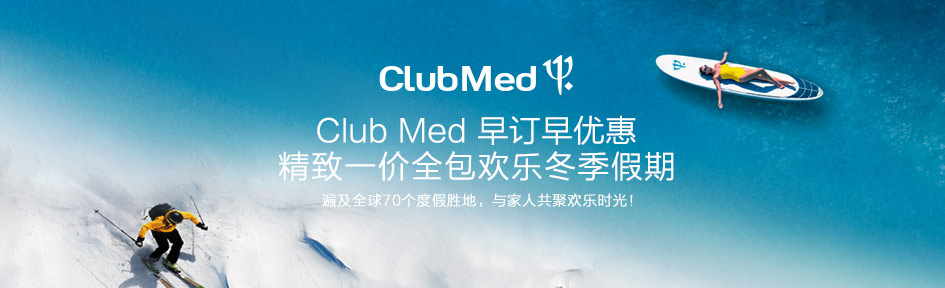 Club Med
Club Med 早订早优惠
精致一价全包欢乐冬季假期
遍及全球70个度假胜地，与家人共聚欢乐时光！